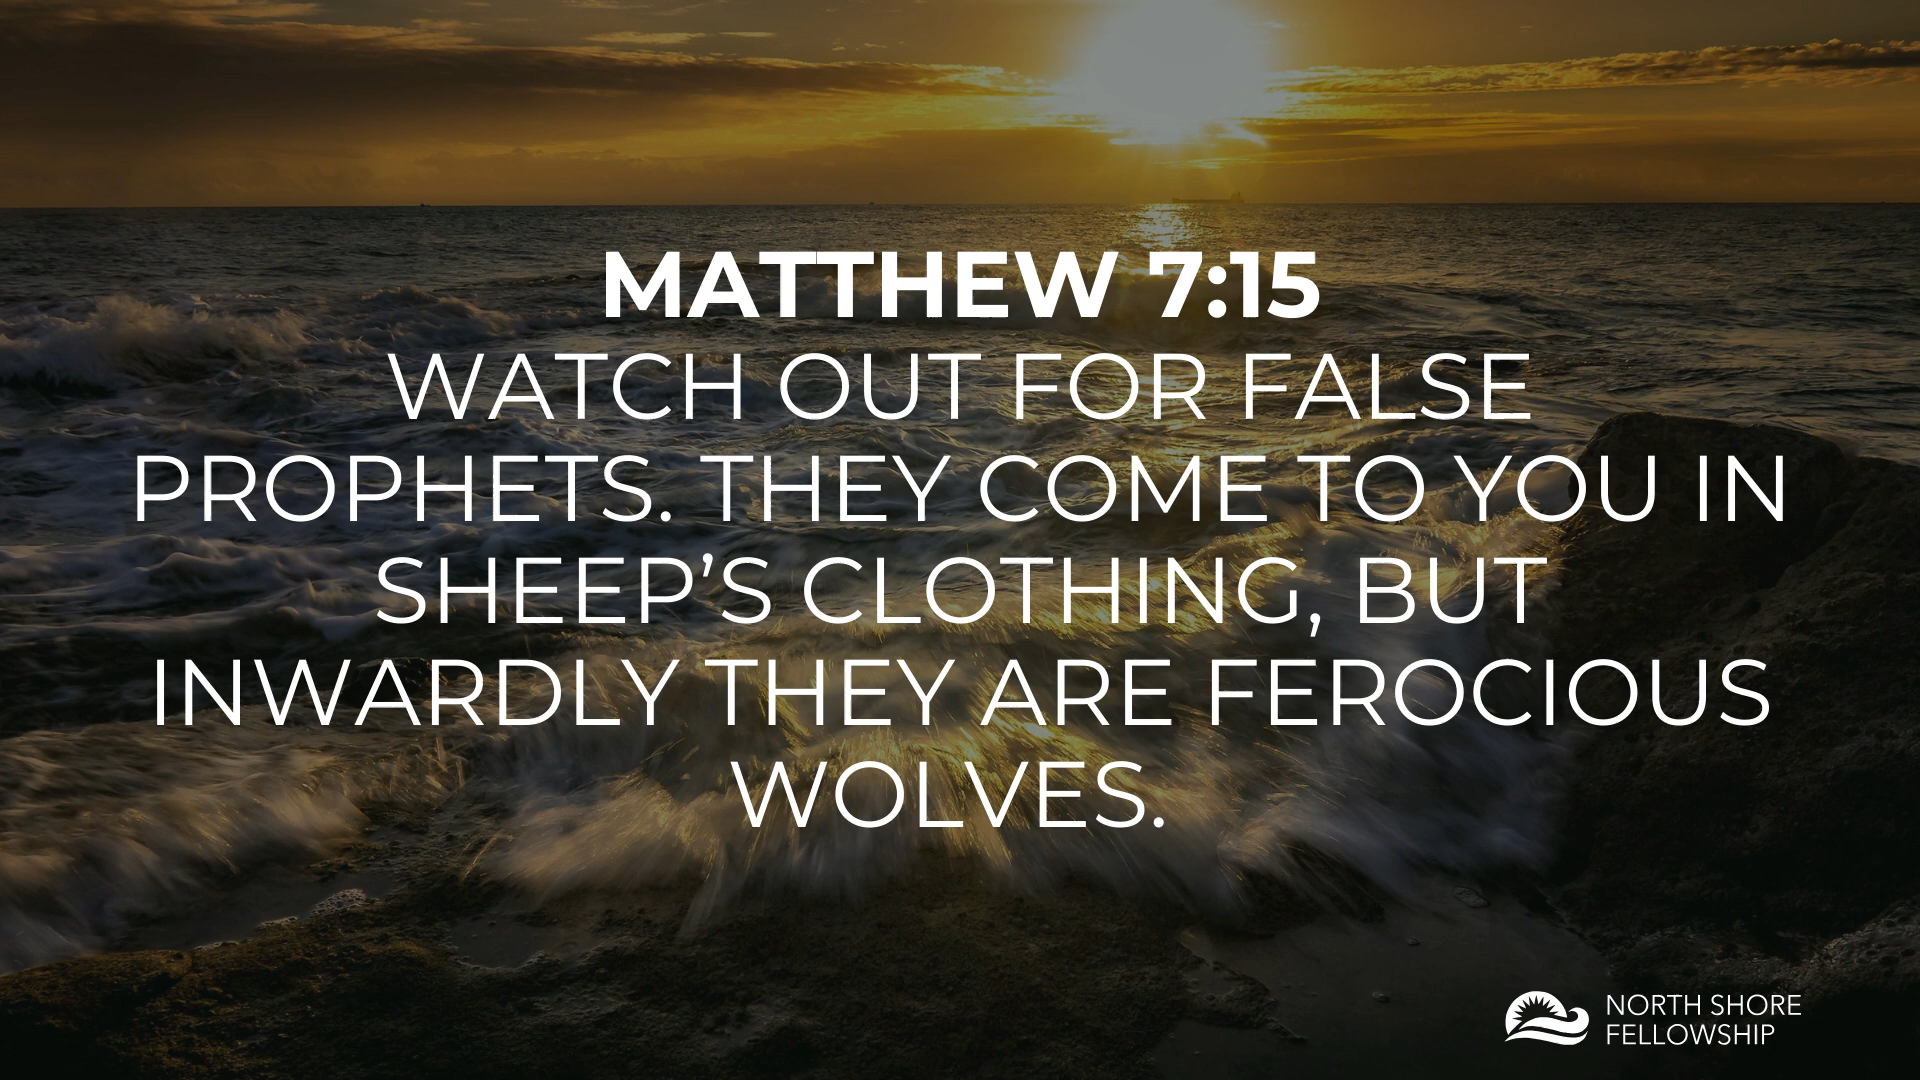 MATTHEW 7:15
WATCH OUT FOR FALSE
PROPHETS. THEY COME TO YOU IN
SHEEP’S CLOTHING, BUT
INWARDLY THEY ARE FEROCIOUS
WOLVES.
NORTH SHORE
FELLOWSHIP